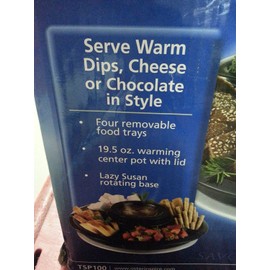 Serve Warm
Dips, Cheese
or Chocolate
in Style
• Four removable
food trays
• 19.5 oz. warming
center pot with lid
• Lazy Susan
rotating base
TSP100